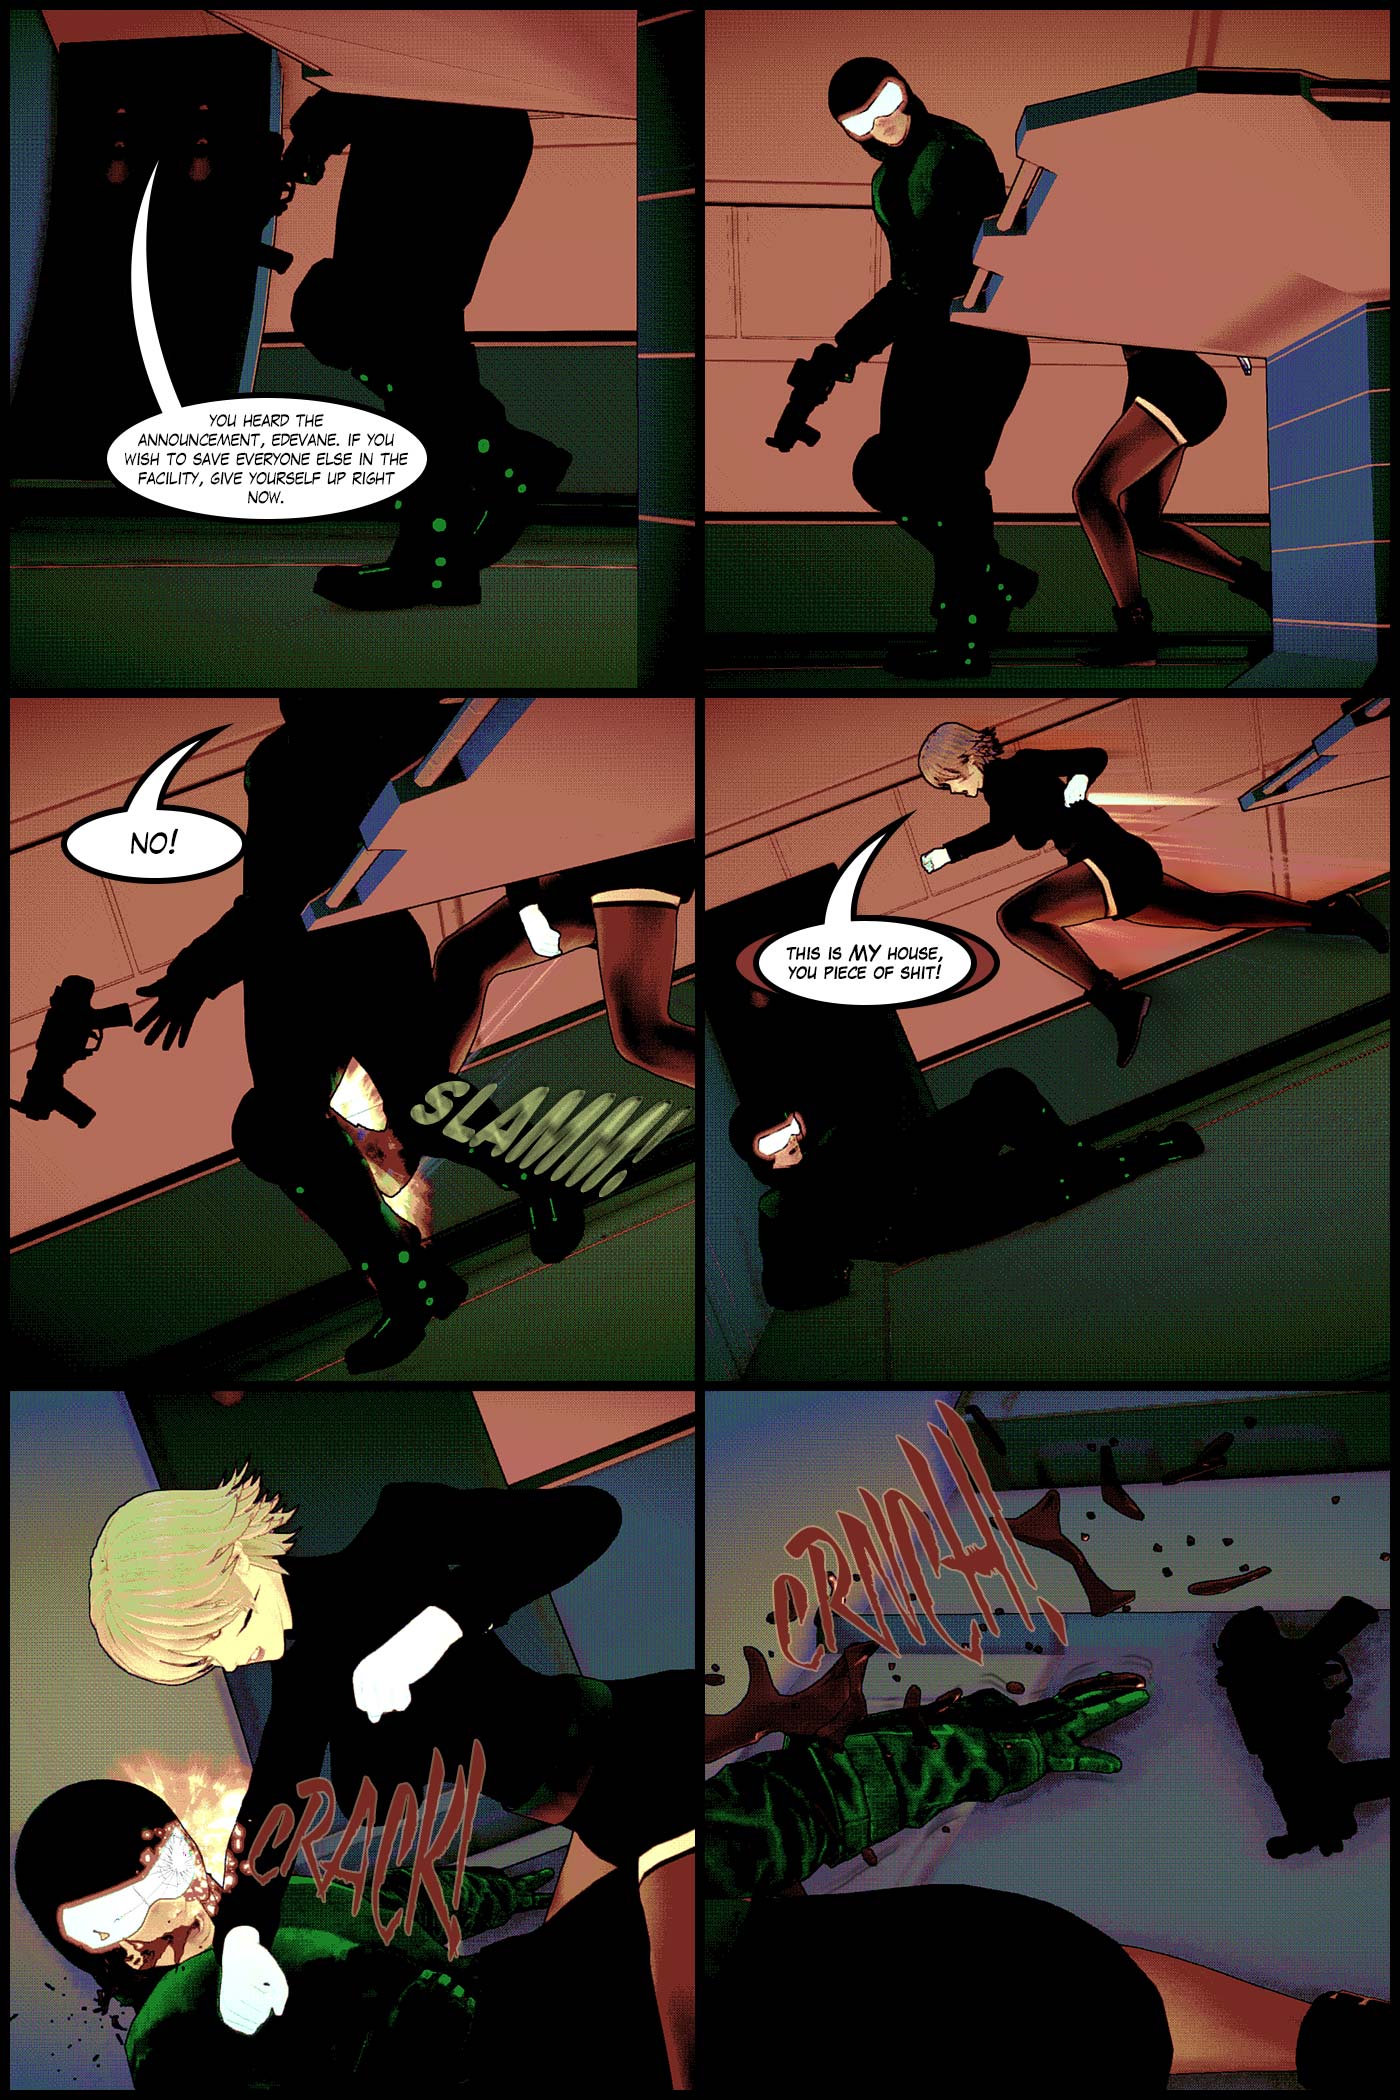 YOU HEARD THE
ANNOUNCEMENT, EDEVANE. IF YOU
WISH TO SAVE EVERYONE ELSE IN THE
FACILITY, GIVE YOURSELF UP RIGHT
NOW.
NO!
SLAMM!
THIS IS MY HOUSE,
YOU PIECE OF SHIT!
CRACK!
CRNCH!